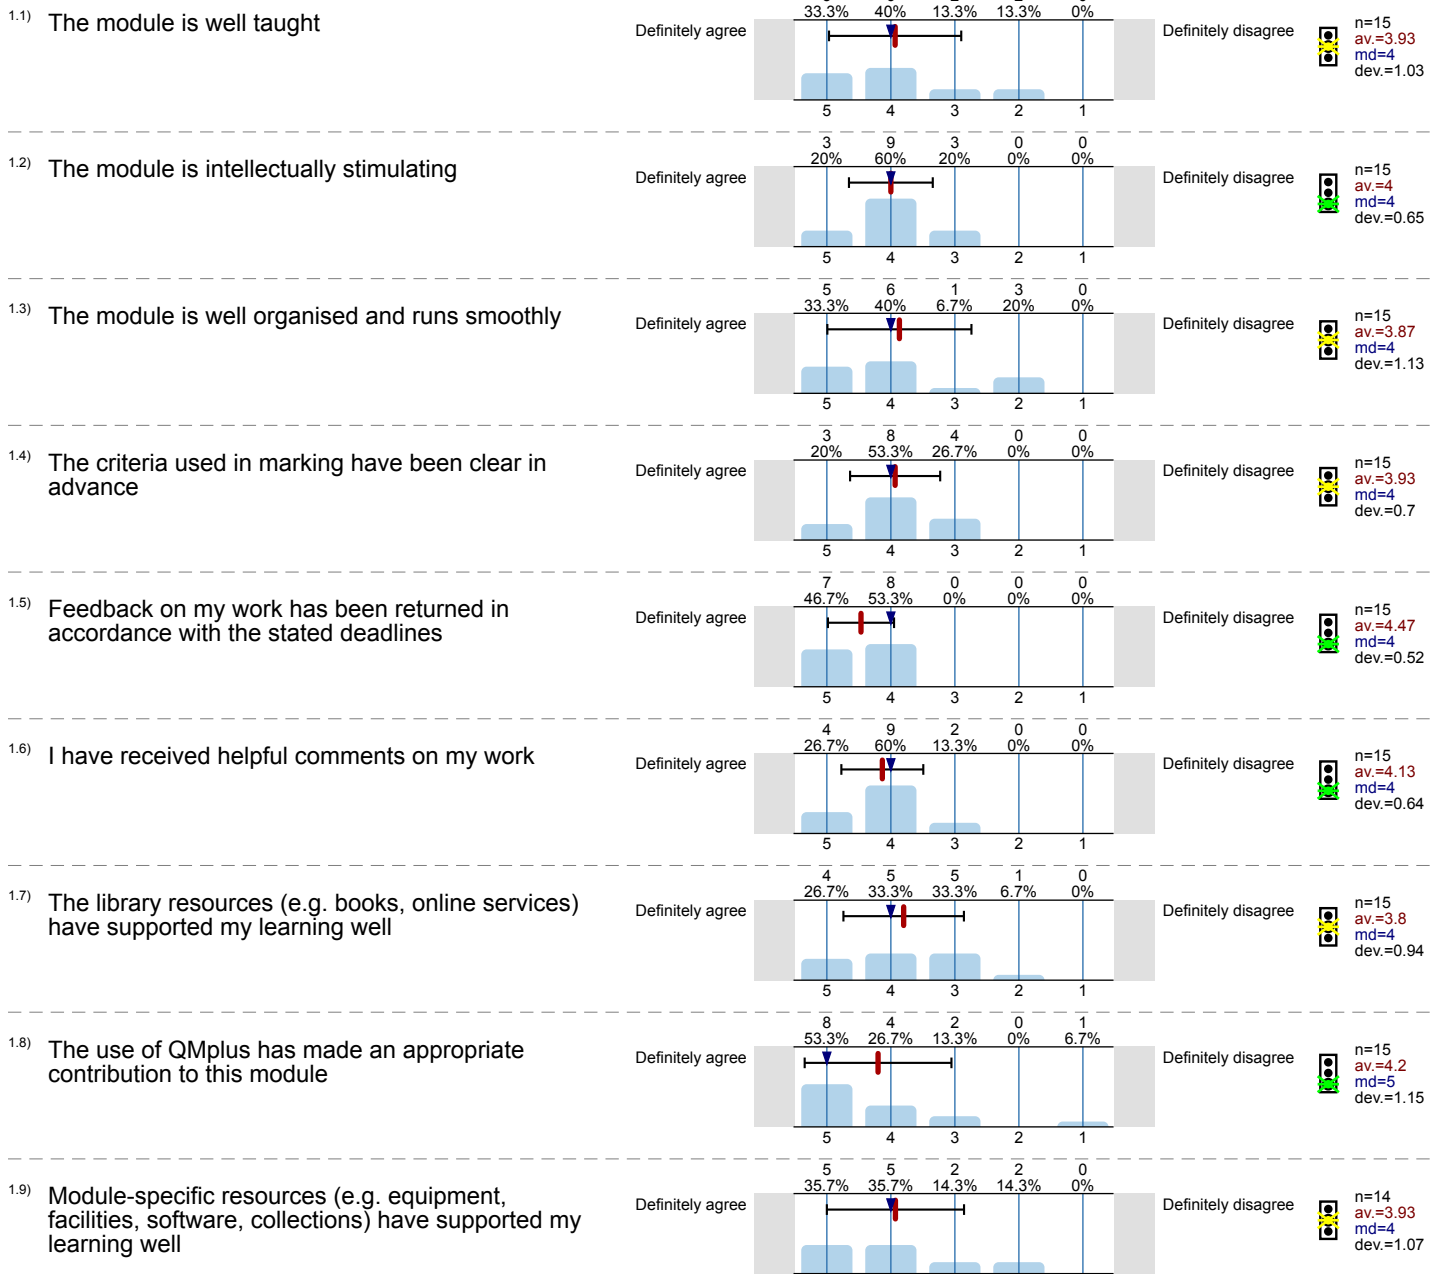 33.3% 40% 13.3% 13.3% 0%
1.1) The module is well taught Definitely agree Definitely disagree n=15
av.=3.93
md=4
dev.=1.03
5 4 3 2 1
3 9 3 0 0
20% 60% 20% 0% 0%
1.2) The module is intellectually stimulating Definitely agree Definitely disagree n=15
av.=4
md=4
dev.=0.65
5 4 3 2 1
5 6 1 3 0
33.3% 40% 6.7% 20% 0%
1.3) The module is well organised and runs smoothly Definitely agree Definitely disagree n=15
av.=3.87
md=4
dev.=1.13
5 4 3 2 1
3 8 4 0 0
20% 53.3% 26.7% 0% 0%
1.4) The criteria used in marking have been clear in Definitely agree Definitely disagree n=15
advance av.=3.93
md=4
dev.=0.7
5 4 3 2 1
7 8 0 0 0
46.7% 53.3% 0% 0% 0%
1.5) Feedback on my work has been returned in Definitely agree Definitely disagree n=15
accordance with the stated deadlines av.=4.47
md=4
dev.=0.52
5 4 3 2 1
4 9 2 0 0
26.7% 60% 13.3% 0% 0%
1.6) I have received helpful comments on my work Definitely agree Definitely disagree n=15
av.=4.13
md=4
dev.=0.64
5 4 3 2 1
4 5 5 1 0
26.7% 33.3% 33.3% 6.7% 0%
1.7) The library resources (e.g. books, online services) Definitely agree Definitely disagree n=15
have supported my learning well av.=3.8
md=4
dev.=0.94
5 4 3 2 1
8 4 2 0 1
53.3% 26.7% 13.3% 0% 6.7%
1.8) The use of QMplus has made an appropriate Definitely agree Definitely disagree n=15
contribution to this module av.=4.2
md=5
dev.=1.15
5 4 3 2 1
5 5 2 2 0
35.7% 35.7% 14.3% 14.3% 0%
1.9) Module-specific resources (e.g. equipment, Definitely agree Definitely disagree n=14
facilities, software, collections) have supported my av.=3.93
learning well md=4
dev.=1.07